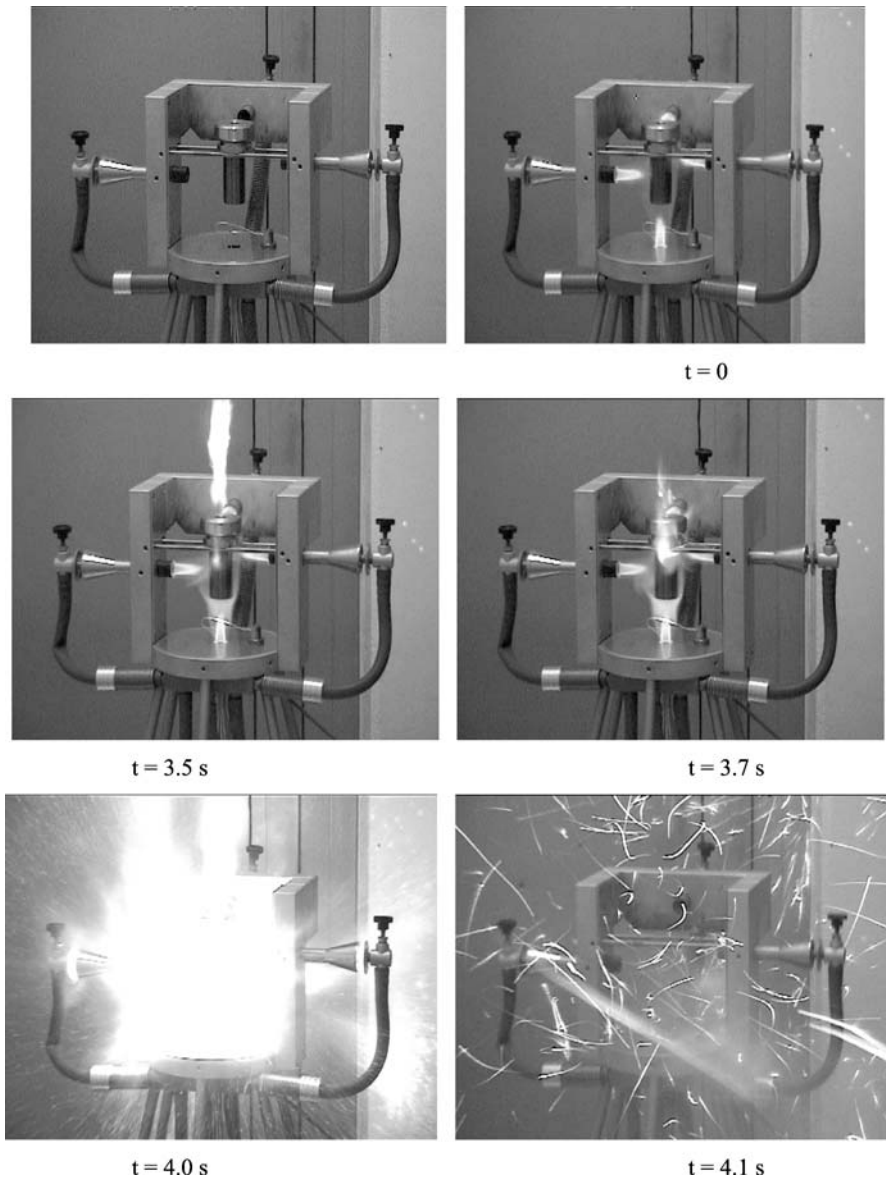 t = 0
t = 3.5 s
t = 3.7 s
t = 4.0 s
t = 4.1 s